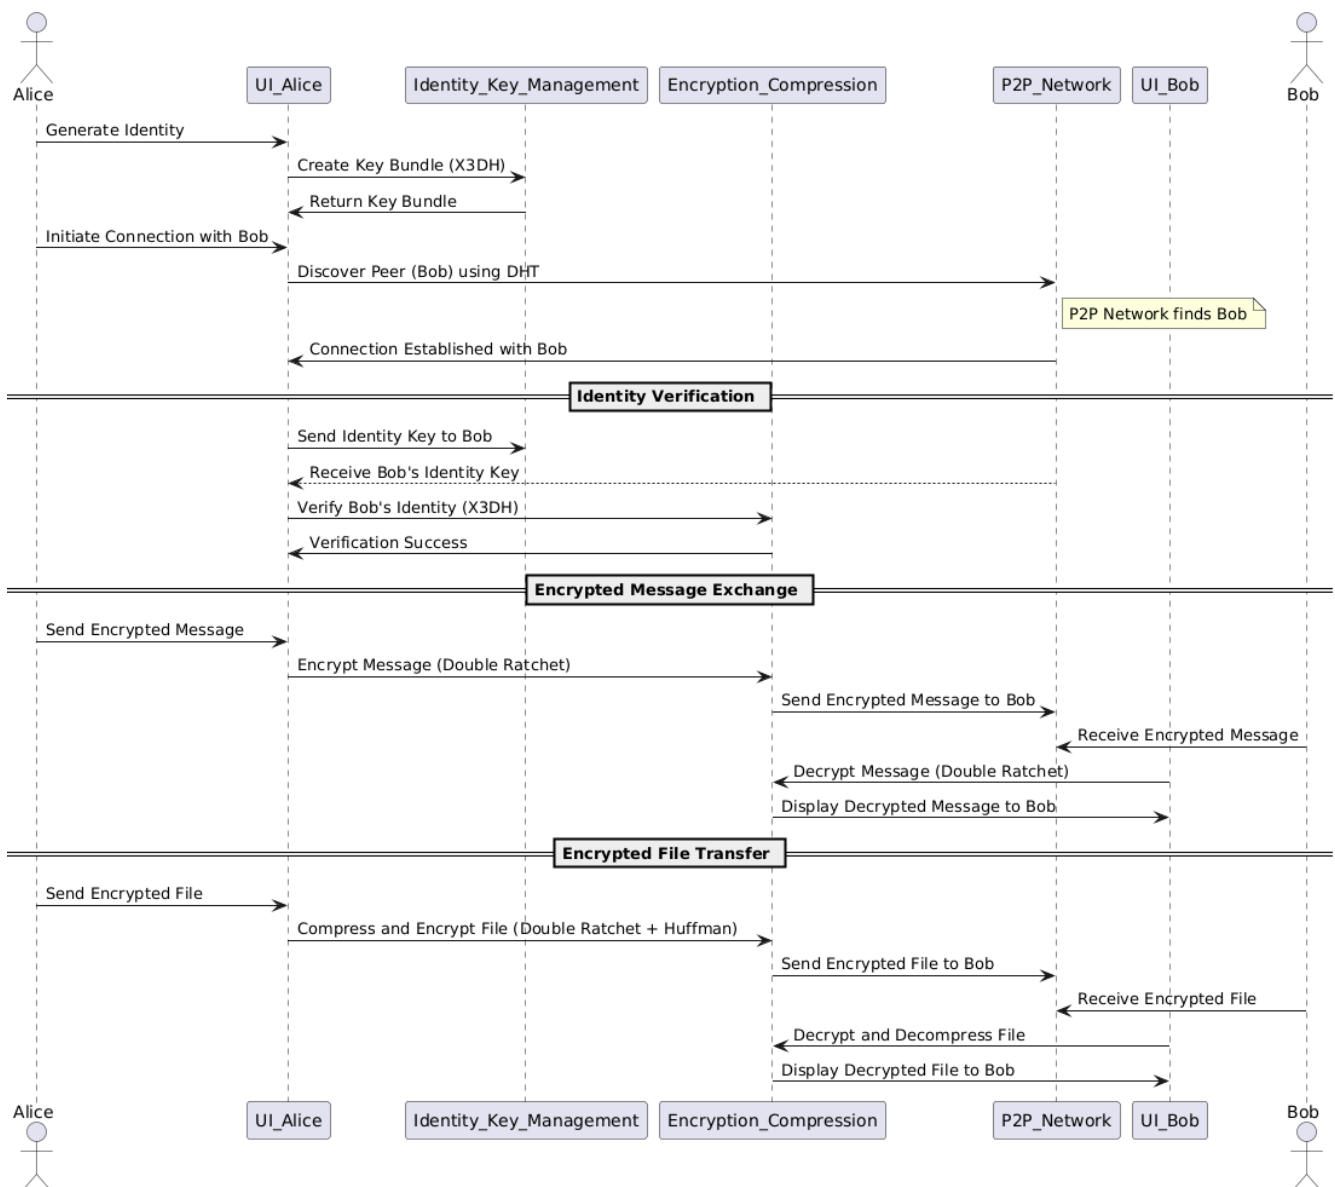 Alice
UI_Alice
Identity_Key_Management
Encryption_Compression
P2P_Network
UI_Bob
Bob
Generate Identity
Create Key Bundle (X3DH)
Return Key Bundle
Initiate Connection with Bob
Discover Peer (Bob) using DHT
P2P Network finds Bob
Connection Established with Bob
Identity Verification
Send Identity Key to Bob
Receive Bob's Identity Key
Verify Bob's Identity (X3DH)
Verification Success
Encrypted Message Exchange
Send Encrypted Message
Encrypt Message (Double Ratchet)
Send Encrypted Message to Bob
Receive Encrypted Message
Decrypt Message (Double Ratchet)
Display Decrypted Message to Bob
Encrypted File Transfer
Send Encrypted File
Compress and Encrypt File (Double Ratchet + Huffman)
Send Encrypted File to Bob
Receive Encrypted File
Decrypt and Decompress File
Display Decrypted File to Bob
Alice
UI_Alice
Identity_Key_Management
Encryption_Compression
P2P_Network
UI_Bob
Bob